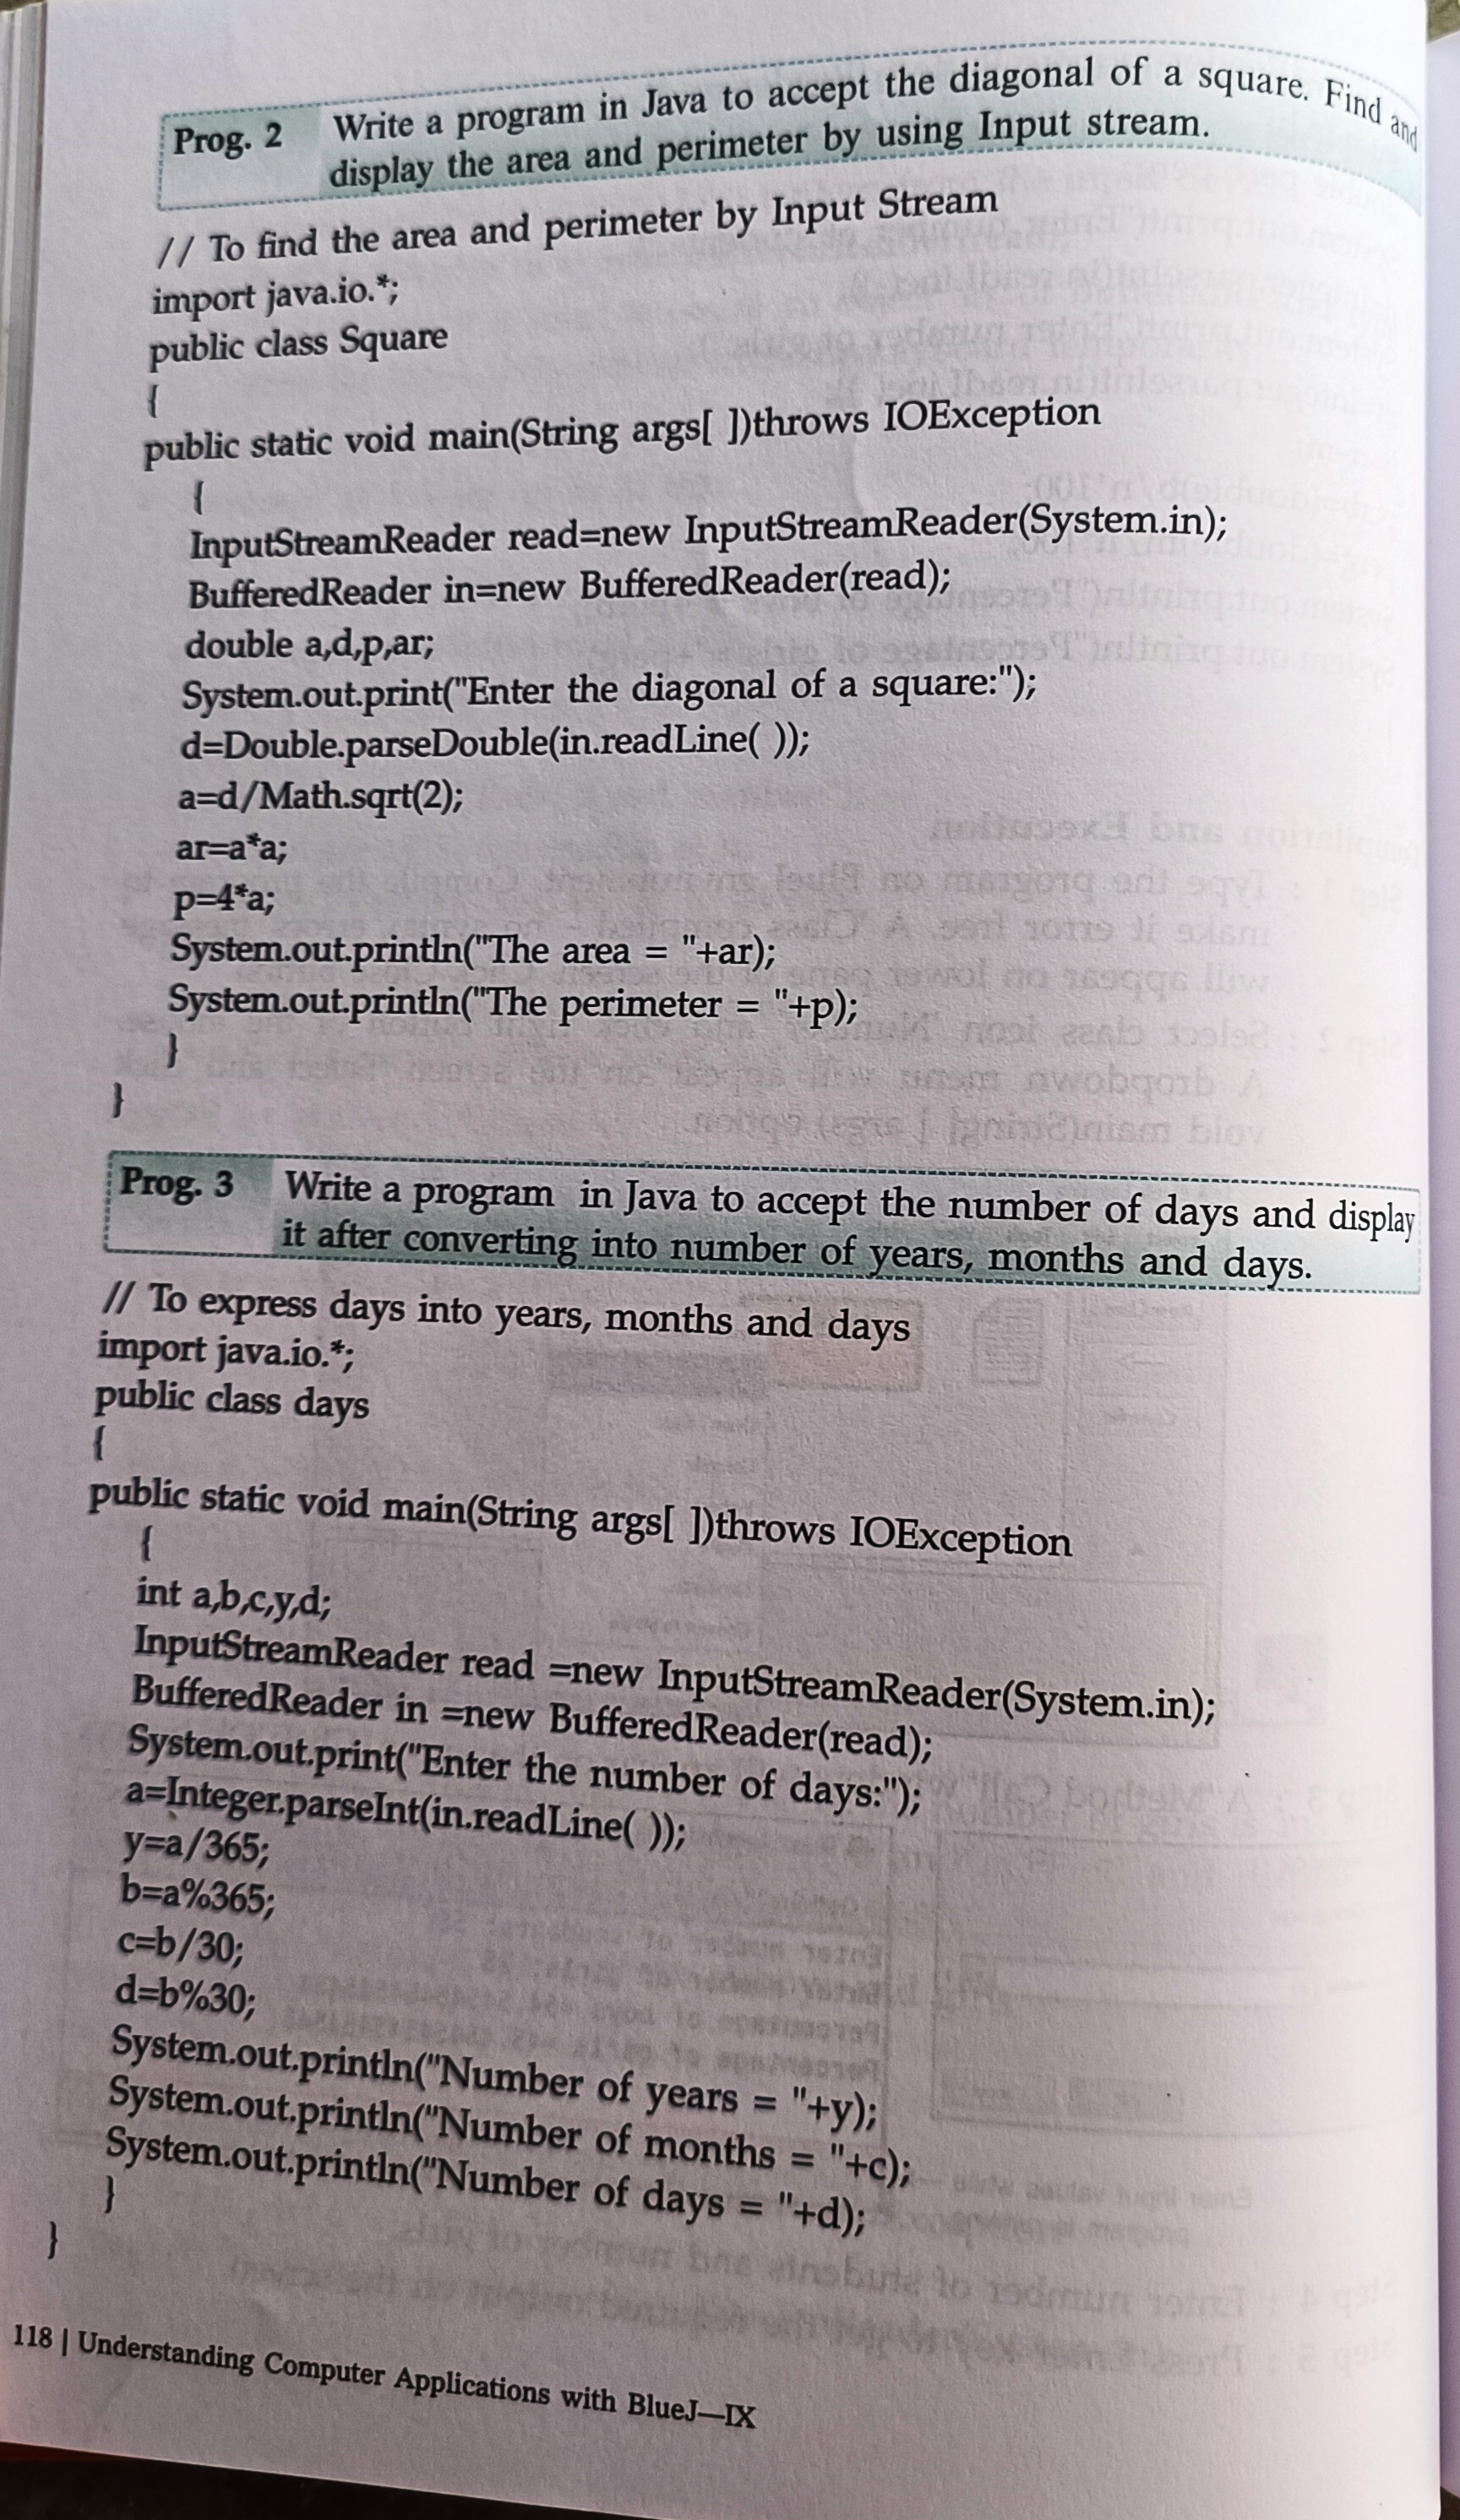 Prog. 2 Write a program in Java to accept the diagonal of a square. Find and
display the area and perimeter by using Input stream.
// To find the area and perimeter by Input Stream
import java.io.*;
public class Square
{
public static void main(String args[ ])throws IOException
{
InputStreamReader read=new InputStreamReader(System.in);
BufferedReader in=new BufferedReader(read);
double a,d,p,ar;
System.out.print("Enter the diagonal of a square:");
d=Double.parseDouble(in.readLine( ));
a=d/Math.sqrt(2);
ar=a*a;
p=4*a;
System.out.println("The area = "+ar);
System.out.println("The perimeter = "+p);
}
}
Prog. 3 Write a program in Java to accept the number of days and display
it after converting into number of years, months and days.
// To express days into years, months and days
import java.io.*;
public class days
{
public static void main(String args[ ])throws IOException
{
int a,b,c,y,d;
InputStreamReader read =new InputStreamReader(System.in);
BufferedReader in =new BufferedReader(read);
System.out.print("Enter the number of days:");
a=Integer.parseInt(in.readLine( ));
y=a/365;
b=a%365;
c=b/30;
d=b%30;
System.out.println("Number of years = "+y);
System.out.println("Number of months = "+c);
System.out.println("Number of days = "+d);
}
}
118 | Understanding Computer Applications with BlueJ—IX